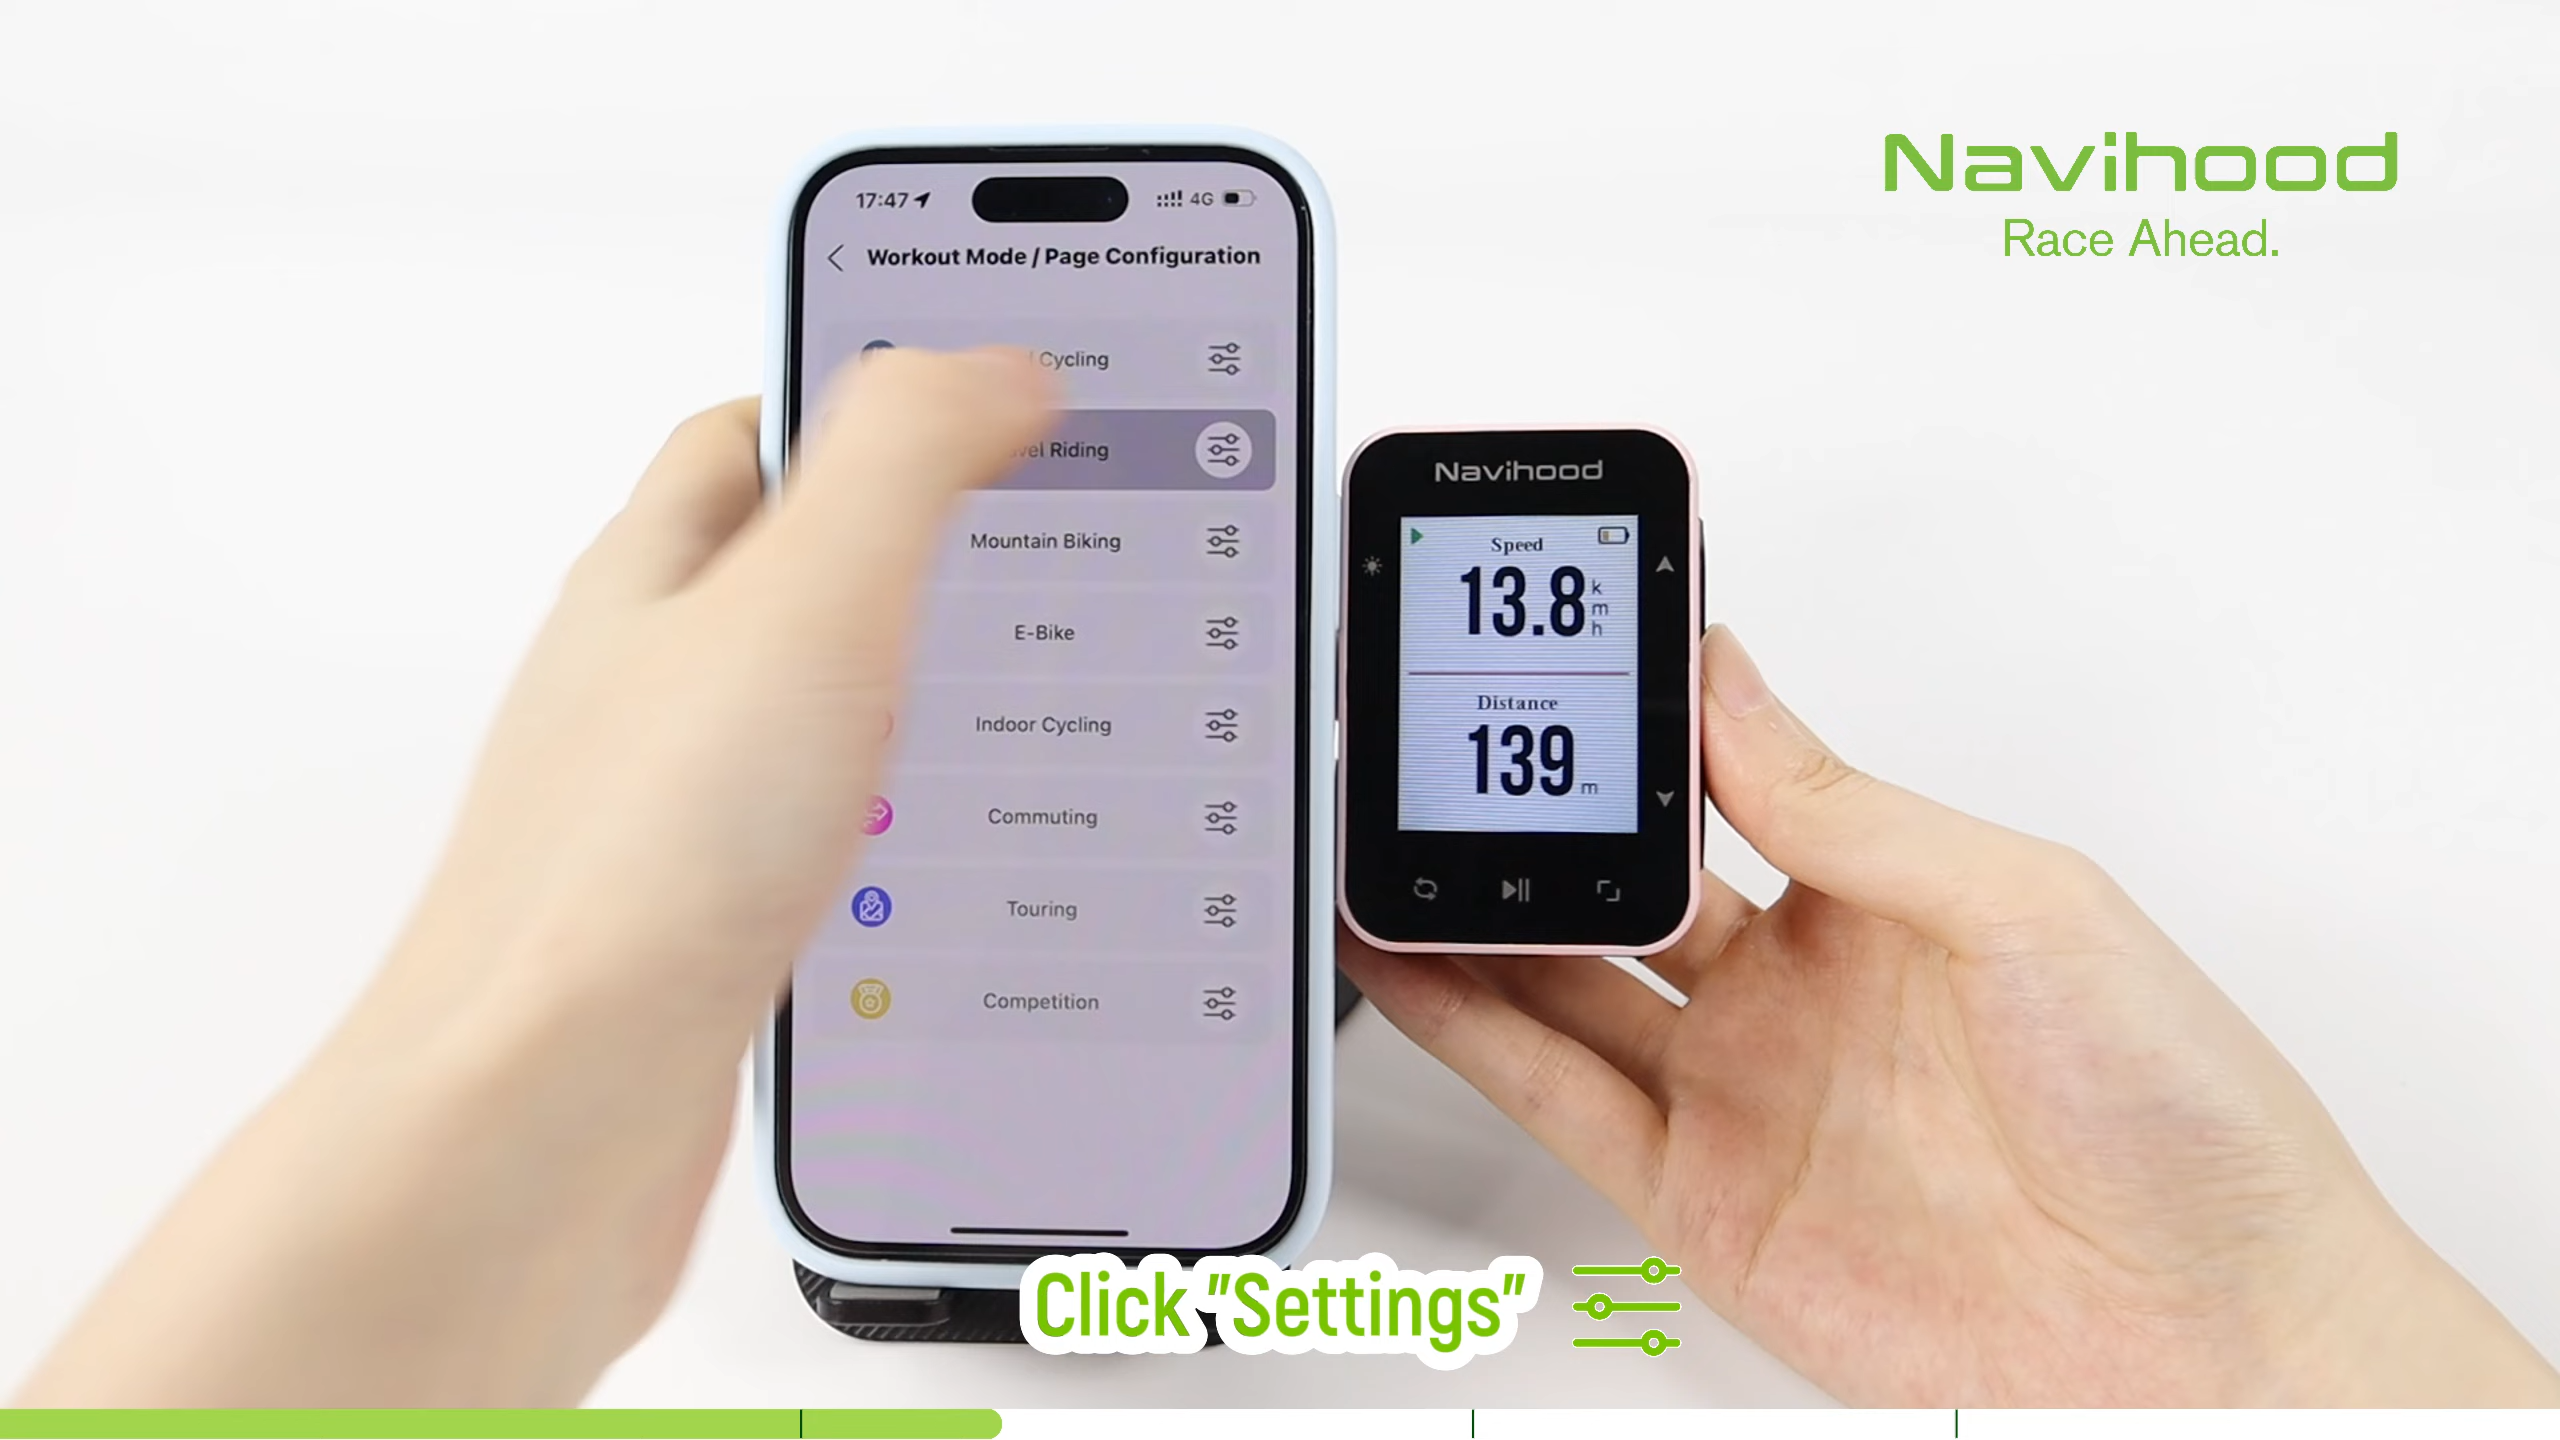 Navihood
Race Ahead.
17:47
4G
Workout Mode / Page Configuration
Cycling
Riding
Mountain Biking
E-Bike
Indoor Cycling
Commuting
Touring
Competition
Navihood
Speed
13.8 kmh
Distance
139 m
Click "Settings"